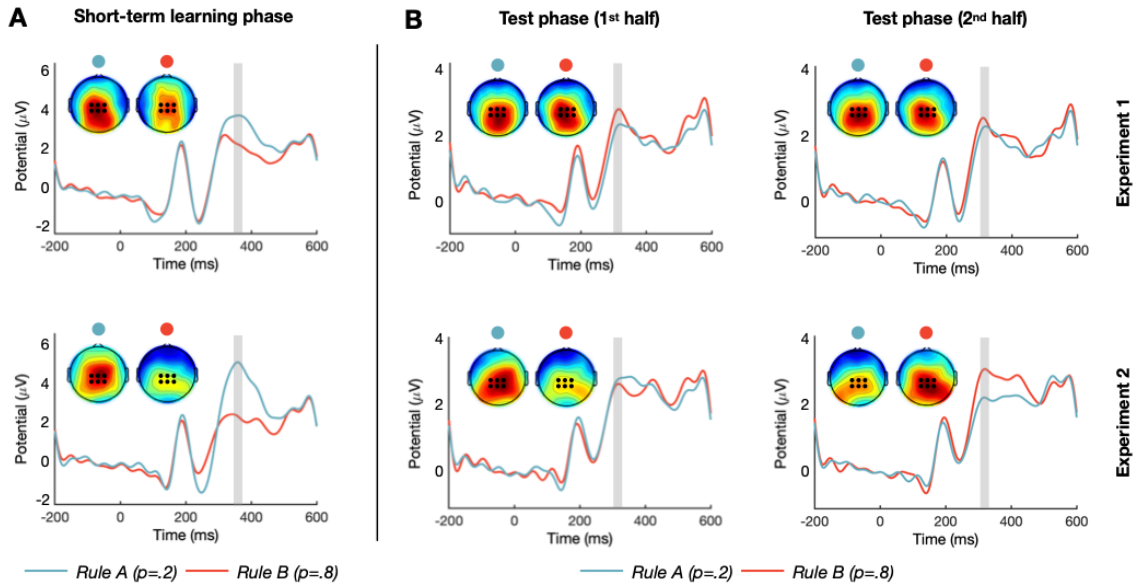 A
Short-term learning phase
B
Test phase (1st half)
Test phase (2nd half)
6
4
2
0
-2
Potential (µV)
-200 0 200 400 600
Time (ms)
4
2
0
Potential (µV)
-200 0 200 400 600
Time (ms)
4
2
0
Potential (µV)
-200 0 200 400 600
Time (ms)
Experiment 1
6
4
2
0
-2
Potential (µV)
-200 0 200 400 600
Time (ms)
4
2
0
Potential (µV)
-200 0 200 400 600
Time (ms)
4
2
0
Potential (µV)
-200 0 200 400 600
Time (ms)
Experiment 2
Rule A (p=.2) Rule B (p=.8)
Rule A (p=.2) Rule B (p=.8)